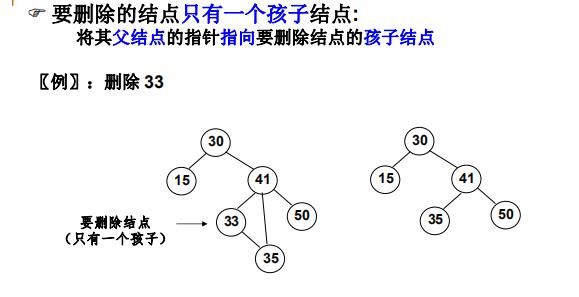 ☞ 要删除的结点只有一个孩子结点:
将其父结点的指针指向要删除结点的孩子结点
〖例〗：删除 33
30
15
41
33
50
35
要删除结点
（只有一个孩子）
30
15
41
35
50